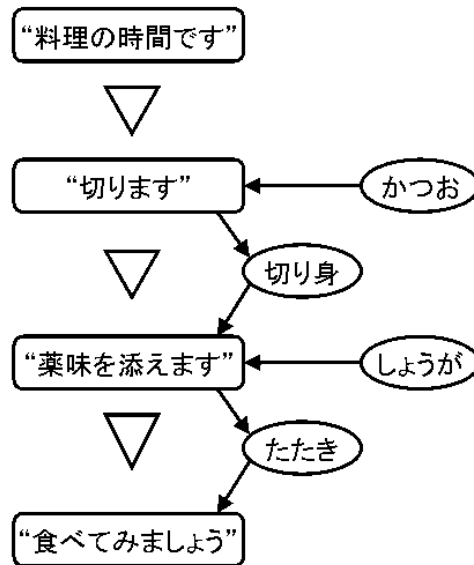 “料理の時間です”
“切ります”
かつお
切り身
“薬味を添えます”
しょうが
たたき
“食べてみましょう”